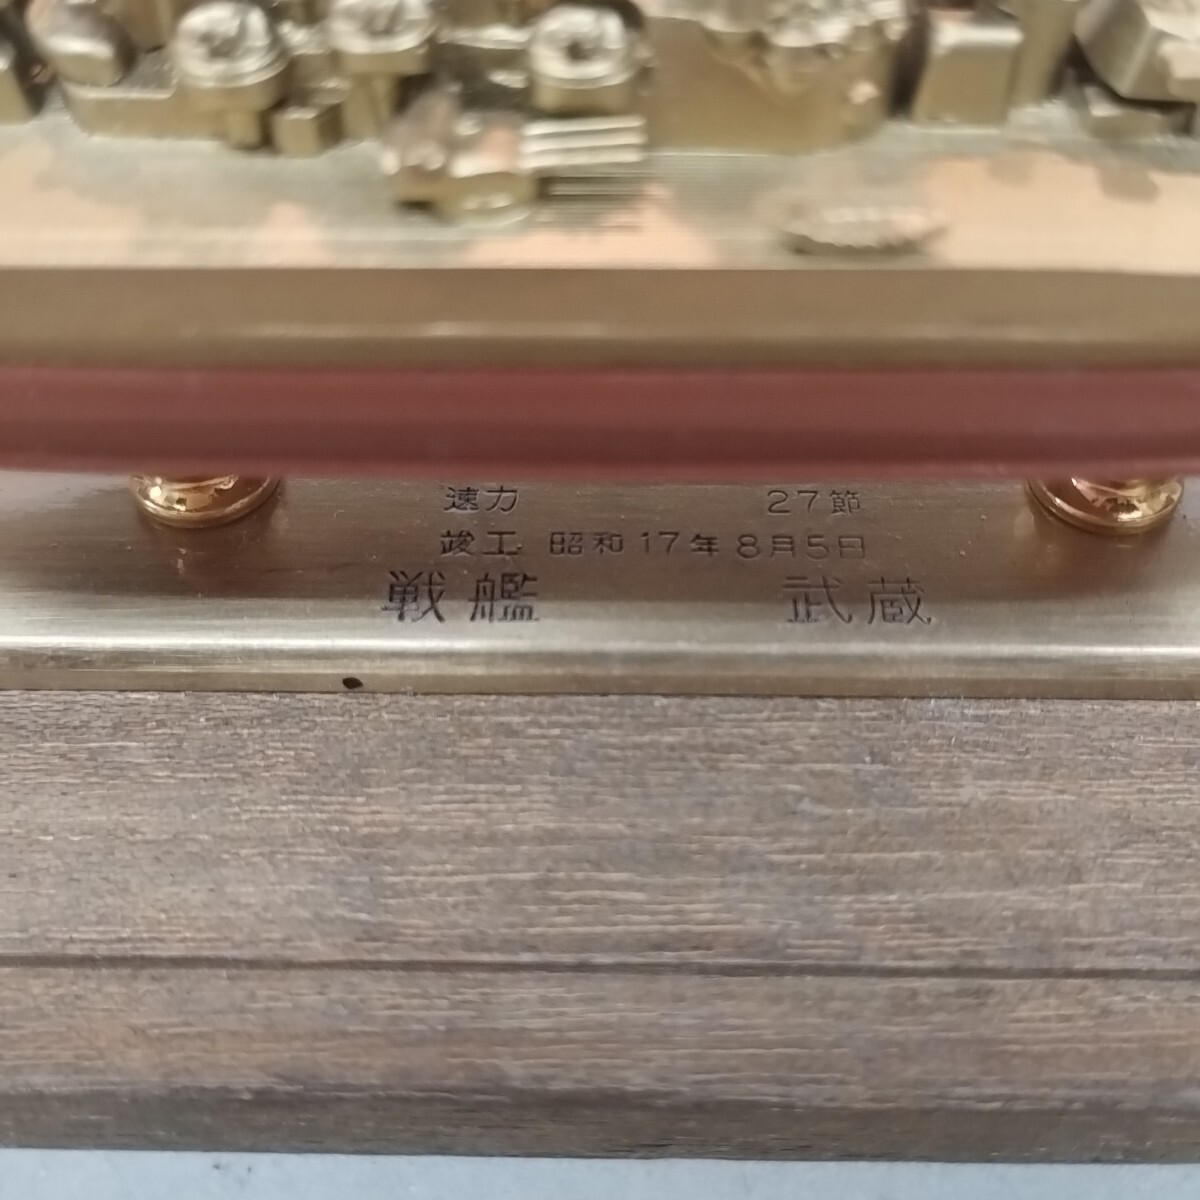 速力 27節
竣工 昭和17年8月5日
戦艦 武蔵